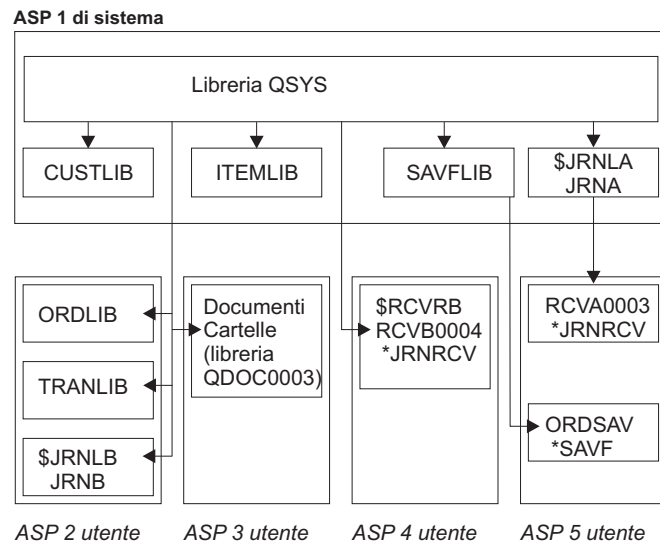 ASP 1 di sistema
Libreria QSYS
CUSTLIB
ITEMLIB
SAVFLIB
$JRNLA
JRNA
ORDLIB
TRANLIB
$JRNLB
JRNB
Documenti
Cartelle
(libreria
QDOC0003)
$RCVRB
RCVB0004
*JRNRCV
RCVA0003
*JRNRCV
ORDSAV
*SAVF
ASP 2 utente
ASP 3 utente
ASP 4 utente
ASP 5 utente